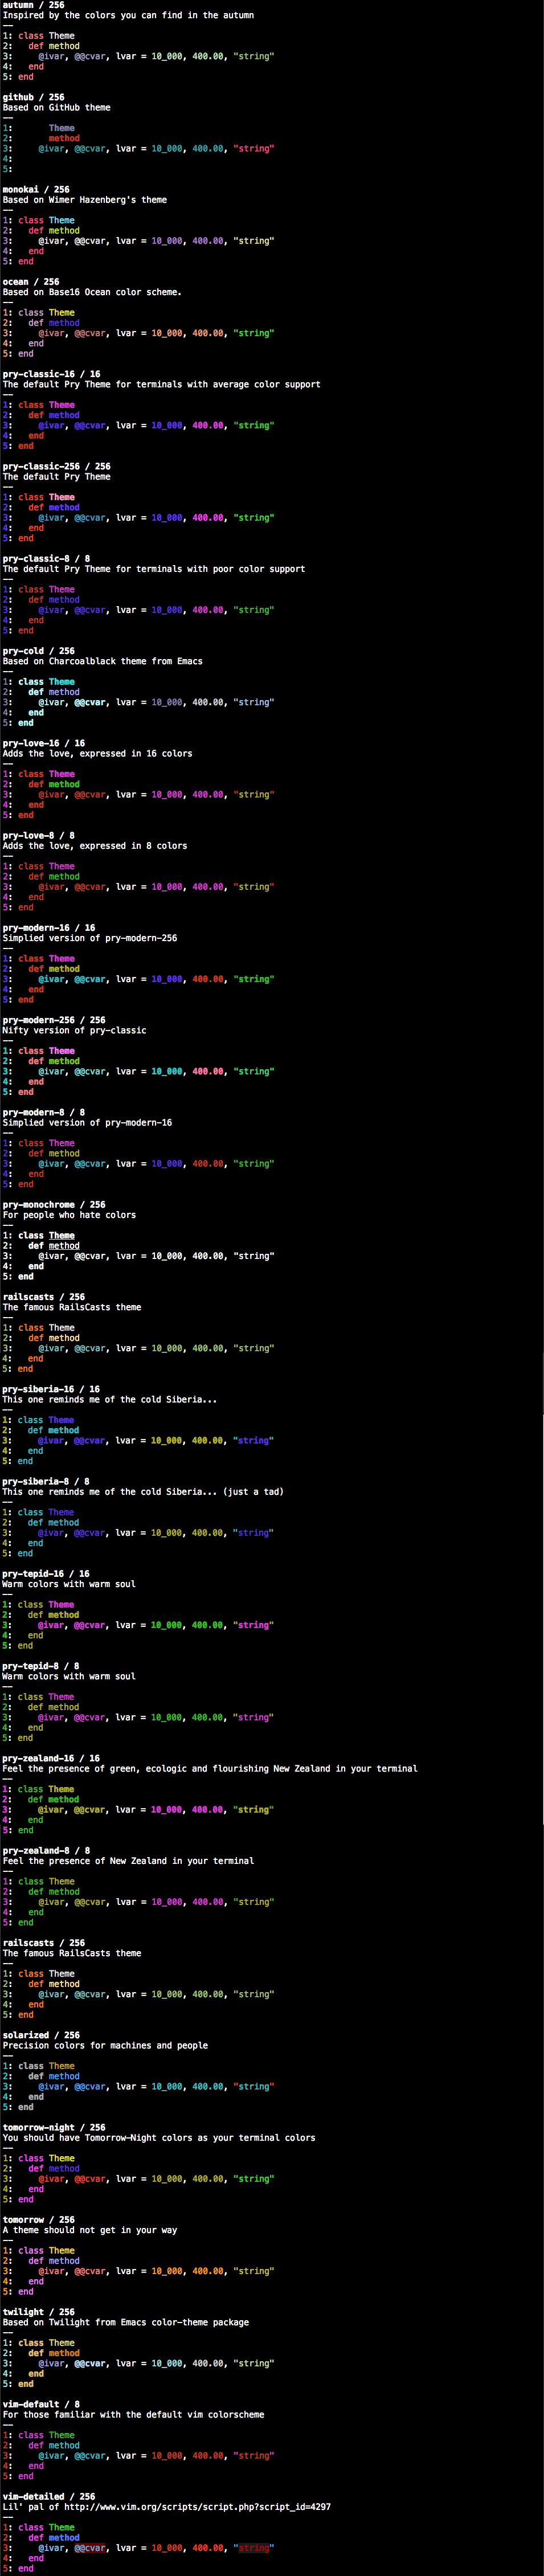 autumn / 256
Inspired by the colors you can find in the autumn
--
1: class Theme
2:   def method
3:     @ivar, @@cvar, lvar = 10_000, 400.00, "string"
4:   end
5: end

github / 256
Based on GitHub theme
--
1:       Theme
2:       method
3:     @ivar, @@cvar, lvar = 10_000, 400.00, "string"
4:
5:

monokai / 256
Based on Wimer Hazenberg's theme
--
1: class Theme
2:   def method
3:     @ivar, @@cvar, lvar = 10_000, 400.00, "string"
4:   end
5: end

ocean / 256
Based on Base16 Ocean color scheme.
--
1: class Theme
2:   def method
3:     @ivar, @@cvar, lvar = 10_000, 400.00, "string"
4:   end
5: end

pry-classic-16 / 16
The default Pry Theme for terminals with average color support
--
1: class Theme
2:   def method
3:     @ivar, @@cvar, lvar = 10_000, 400.00, "string"
4:   end
5: end

pry-classic-256 / 256
The default Pry Theme
--
1: class Theme
2:   def method
3:     @ivar, @@cvar, lvar = 10_000, 400.00, "string"
4:   end
5: end

pry-classic-8 / 8
The default Pry Theme for terminals with poor color support
--
1: class Theme
2:   def method
3:     @ivar, @@cvar, lvar = 10_000, 400.00, "string"
4:   end
5: end

pry-cold / 256
Based on Charcoalblack theme from Emacs
--
1: class Theme
2:   def method
3:     @ivar, @@cvar, lvar = 10_000, 400.00, "string"
4:   end
5: end

pry-love-16 / 16
Adds the love, expressed in 16 colors
--
1: class Theme
2:   def method
3:     @ivar, @@cvar, lvar = 10_000, 400.00, "string"
4:   end
5: end

pry-love-8 / 8
Adds the love, expressed in 8 colors
--
1: class Theme
2:   def method
3:     @ivar, @@cvar, lvar = 10_000, 400.00, "string"
4:   end
5: end

pry-modern-16 / 16
Simplied version of pry-modern-256
--
1: class Theme
2:   def method
3:     @ivar, @@cvar, lvar = 10_000, 400.00, "string"
4:   end
5: end

pry-modern-256 / 256
Nifty version of pry-classic
--
1: class Theme
2:   def method
3:     @ivar, @@cvar, lvar = 10_000, 400.00, "string"
4:   end
5: end

pry-modern-8 / 8
Simplied version of pry-modern-16
--
1: class Theme
2:   def method
3:     @ivar, @@cvar, lvar = 10_000, 400.00, "string"
4:   end
5: end

pry-monochrome / 256
For people who hate colors
--
1: class Theme
2:   def method
3:     @ivar, @@cvar, lvar = 10_000, 400.00, "string"
4:   end
5: end

railscasts / 256
The famous RailsCasts theme
--
1: class Theme
2:   def method
3:     @ivar, @@cvar, lvar = 10_000, 400.00, "string"
4:   end
5: end

pry-siberia-16 / 16
This one reminds me of the cold Siberia...
--
1: class Theme
2:   def method
3:     @ivar, @@cvar, lvar = 10_000, 400.00, "string"
4:   end
5: end

pry-siberia-8 / 8
This one reminds me of the cold Siberia... (just a tad)
--
1: class Theme
2:   def method
3:     @ivar, @@cvar, lvar = 10_000, 400.00, "string"
4:   end
5: end

pry-tepid-16 / 16
Warm colors with warm soul
--
1: class Theme
2:   def method
3:     @ivar, @@cvar, lvar = 10_000, 400.00, "string"
4:   end
5: end

pry-tepid-8 / 8
Warm colors with warm soul
--
1: class Theme
2:   def method
3:     @ivar, @@cvar, lvar = 10_000, 400.00, "string"
4:   end
5: end

pry-zealand-16 / 16
Feel the presence of green, ecologic and flourishing New Zealand in your terminal
--
1: class Theme
2:   def method
3:     @ivar, @@cvar, lvar = 10_000, 400.00, "string"
4:   end
5: end

pry-zealand-8 / 8
Feel the presence of New Zealand in your terminal
--
1: class Theme
2:   def method
3:     @ivar, @@cvar, lvar = 10_000, 400.00, "string"
4:   end
5: end

railscasts / 256
The famous RailsCasts theme
--
1: class Theme
2:   def method
3:     @ivar, @@cvar, lvar = 10_000, 400.00, "string"
4:   end
5: end

solarized / 256
Precision colors for machines and people
--
1: class Theme
2:   def method
3:     @ivar, @@cvar, lvar = 10_000, 400.00, "string"
4:   end
5: end

tomorrow-night / 256
You should have Tomorrow-Night colors as your terminal colors
--
1: class Theme
2:   def method
3:     @ivar, @@cvar, lvar = 10_000, 400.00, "string"
4:   end
5: end

tomorrow / 256
A theme should not get in your way
--
1: class Theme
2:   def method
3:     @ivar, @@cvar, lvar = 10_000, 400.00, "string"
4:   end
5: end

twilight / 256
Based on Twilight from Emacs color-theme package
--
1: class Theme
2:   def method
3:     @ivar, @@cvar, lvar = 10_000, 400.00, "string"
4:   end
5: end

vim-default / 8
For those familiar with the default vim colorscheme
--
1: class Theme
2:   def method
3:     @ivar, @@cvar, lvar = 10_000, 400.00, "string"
4:   end
5: end

vim-detailed / 256
Lil' pal of http://www.vim.org/scripts/script.php?script_id=4297
--
1: class Theme
2:   def method
3:     @ivar, @@cvar, lvar = 10_000, 400.00, "string"
4:   end
5: end